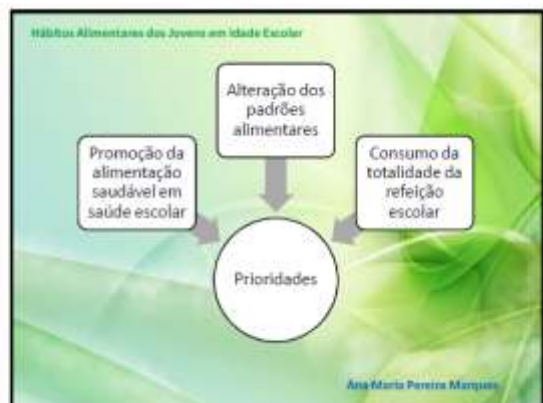 Hábitos Alimentares dos Jovens em Idade Escolar
Alteração dos
padrões
alimentares
Promoção da
alimentação
saudável em
saúde escolar
Consumo da
totalidade da
refeição
escolar
Prioridades
Ana Maria Pereira Marques